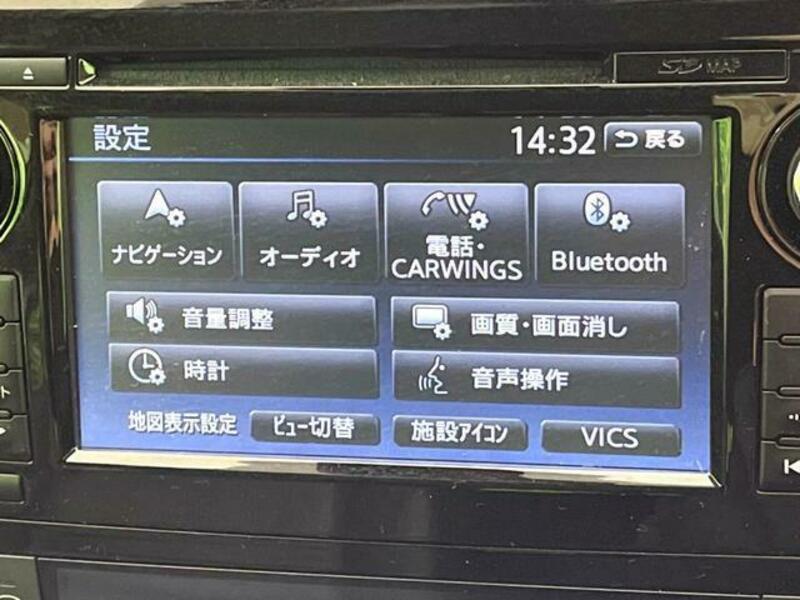 SD MAP
設定
14:32
戻る
ナビゲーション
オーディオ
電話・
CARWINGS
Bluetooth
音量調整
画質・画面消し
時計
音声操作
地図表示設定
ビュー切替
施設アイコン
VICS
ト